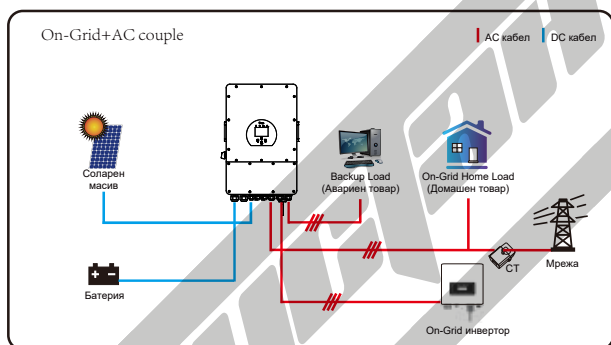 On-Grid+AC couple
AC кабел
DC кабел
Соларен
масив
Backup Load
(Авариен товар)
On-Grid Home Load
(Домашен товар)
Батерия
CT
Мрежа
On-Grid инвертор